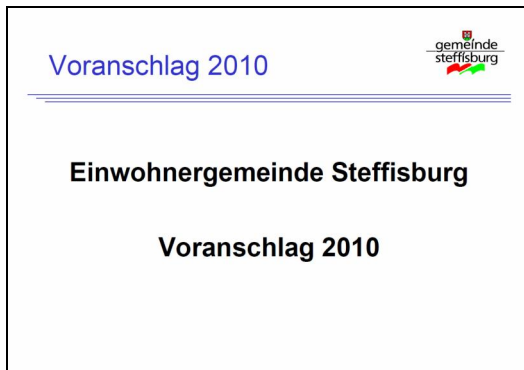 Voranschlag 2010
gemeinde
steffisburg
Einwohnergemeinde Steffisburg
Voranschlag 2010